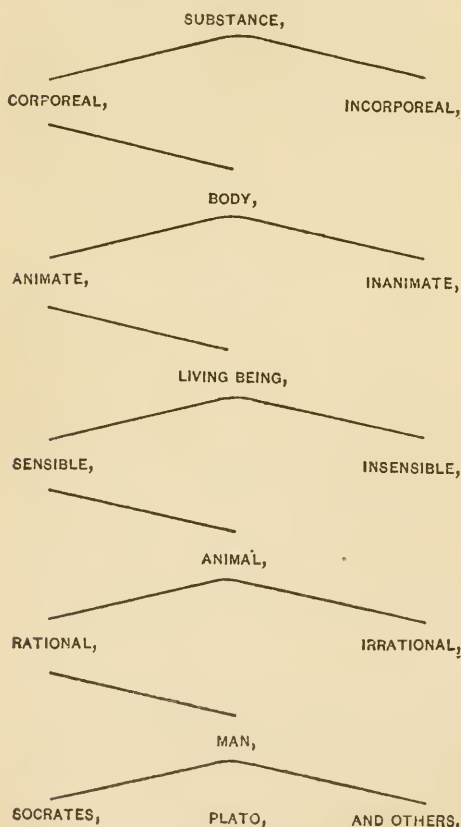 SUBSTANCE,
CORPOREAL, INCORPOREAL,
BODY,
ANIMATE, INANIMATE,
LIVING BEING,
SENSIBLE, INSENSIBLE,
ANIMAL,
RATIONAL, IRRATIONAL,
MAN,
SOCRATES, PLATO, AND OTHERS,